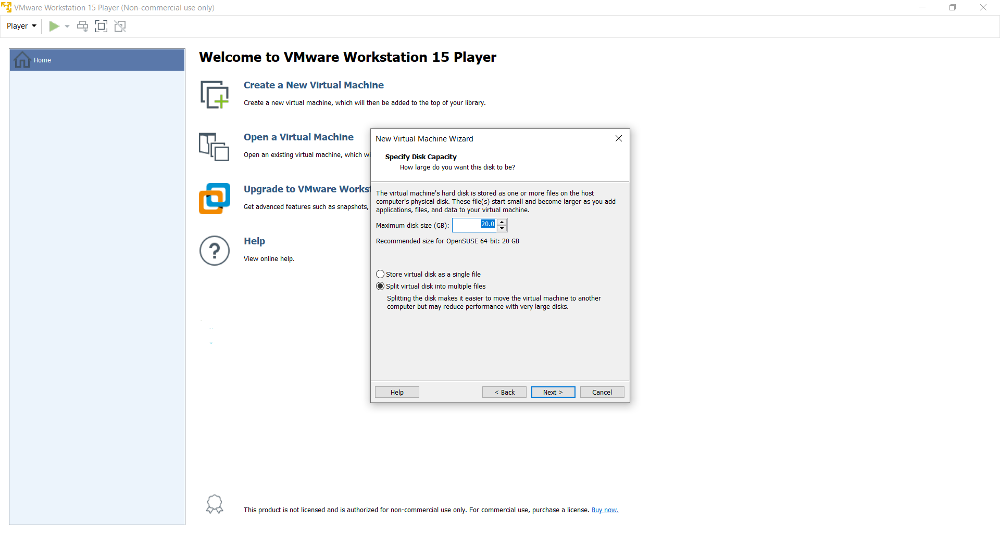 VMware Workstation 15 Player (Non-commercial use only)
Player
Home
Welcome to VMware Workstation 15 Player
Create a New Virtual Machine
Create a new virtual machine, which will then be added to the top of your library.
Open a Virtual Machine
Open an existing virtual machine, which wi
Upgrade to VMware Workst
Get advanced features such as snapshots,
Help
View online help.
New Virtual Machine Wizard
Specify Disk Capacity
How large do you want this disk to be?
The virtual machine's hard disk is stored as one or more files on the host
computer's physical disk. These file(s) start small and become larger as you add
applications, files, and data to your virtual machine.
Maximum disk size (GB): 20.0
Recommended size for OpenSUSE 64-bit: 20 GB
Store virtual disk as a single file
Split virtual disk into multiple files
Splitting the disk makes it easier to move the virtual machine to another
computer but may reduce performance with very large disks.
Help < Back Next > Cancel
This product is not licensed and is authorized for non-commercial use only. For commercial use, purchase a license. Buy now.